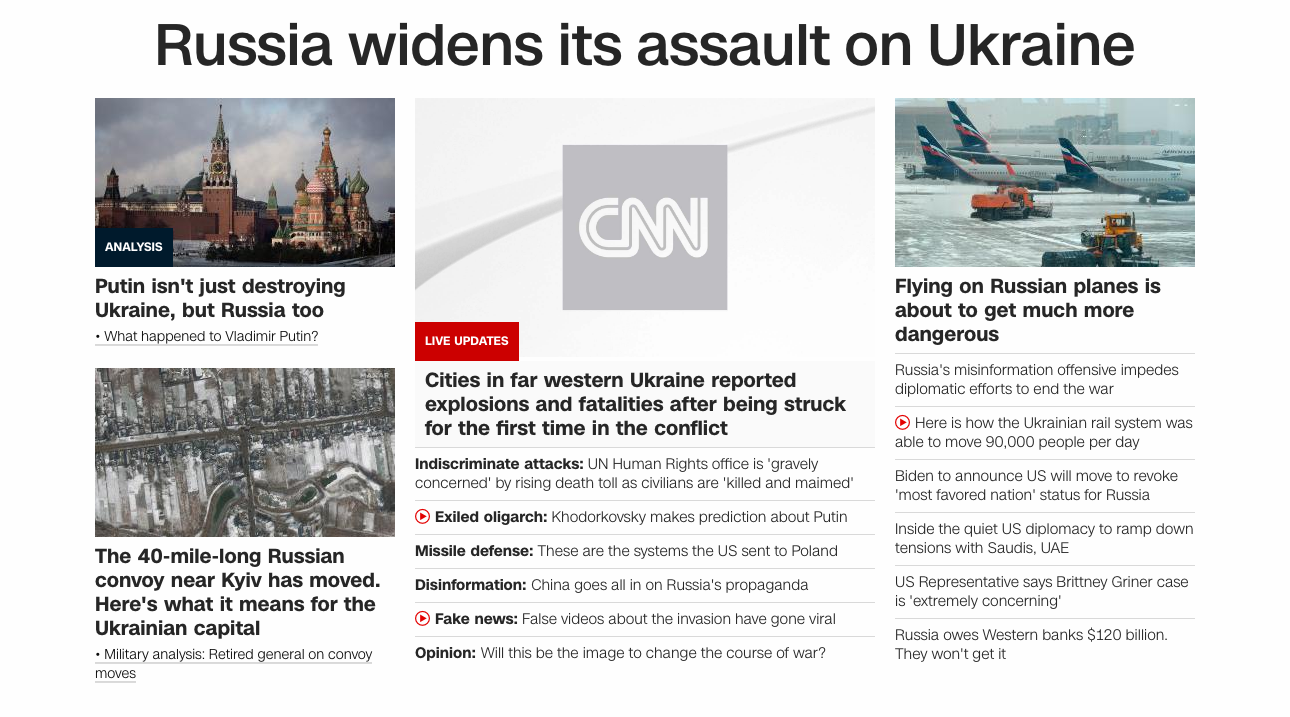 Russia widens its assault on Ukraine
ANALYSIS
Putin isn't just destroying
Ukraine, but Russia too
• What happened to Vladimir Putin?
MAXAR
The 40-mile-long Russian
convoy near Kyiv has moved.
Here's what it means for the
Ukrainian capital
• Military analysis: Retired general on convoy
moves
CNN
LIVE UPDATES
Cities in far western Ukraine reported
explosions and fatalities after being struck
for the first time in the conflict
Indiscriminate attacks: UN Human Rights office is 'gravely
concerned' by rising death toll as civilians are 'killed and maimed'
Exiled oligarch: Khodorkovsky makes prediction about Putin
Missile defense: These are the systems the US sent to Poland
Disinformation: China goes all in on Russia's propaganda
Fake news: False videos about the invasion have gone viral
Opinion: Will this be the image to change the course of war?
Flying on Russian planes is
about to get much more
dangerous
Russia's misinformation offensive impedes
diplomatic efforts to end the war
Here is how the Ukrainian rail system was
able to move 90,000 people per day
Biden to announce US will move to revoke
'most favored nation' status for Russia
Inside the quiet US diplomacy to ramp down
tensions with Saudis, UAE
US Representative says Brittney Griner case
is 'extremely concerning'
Russia owes Western banks $120 billion.
They won't get it